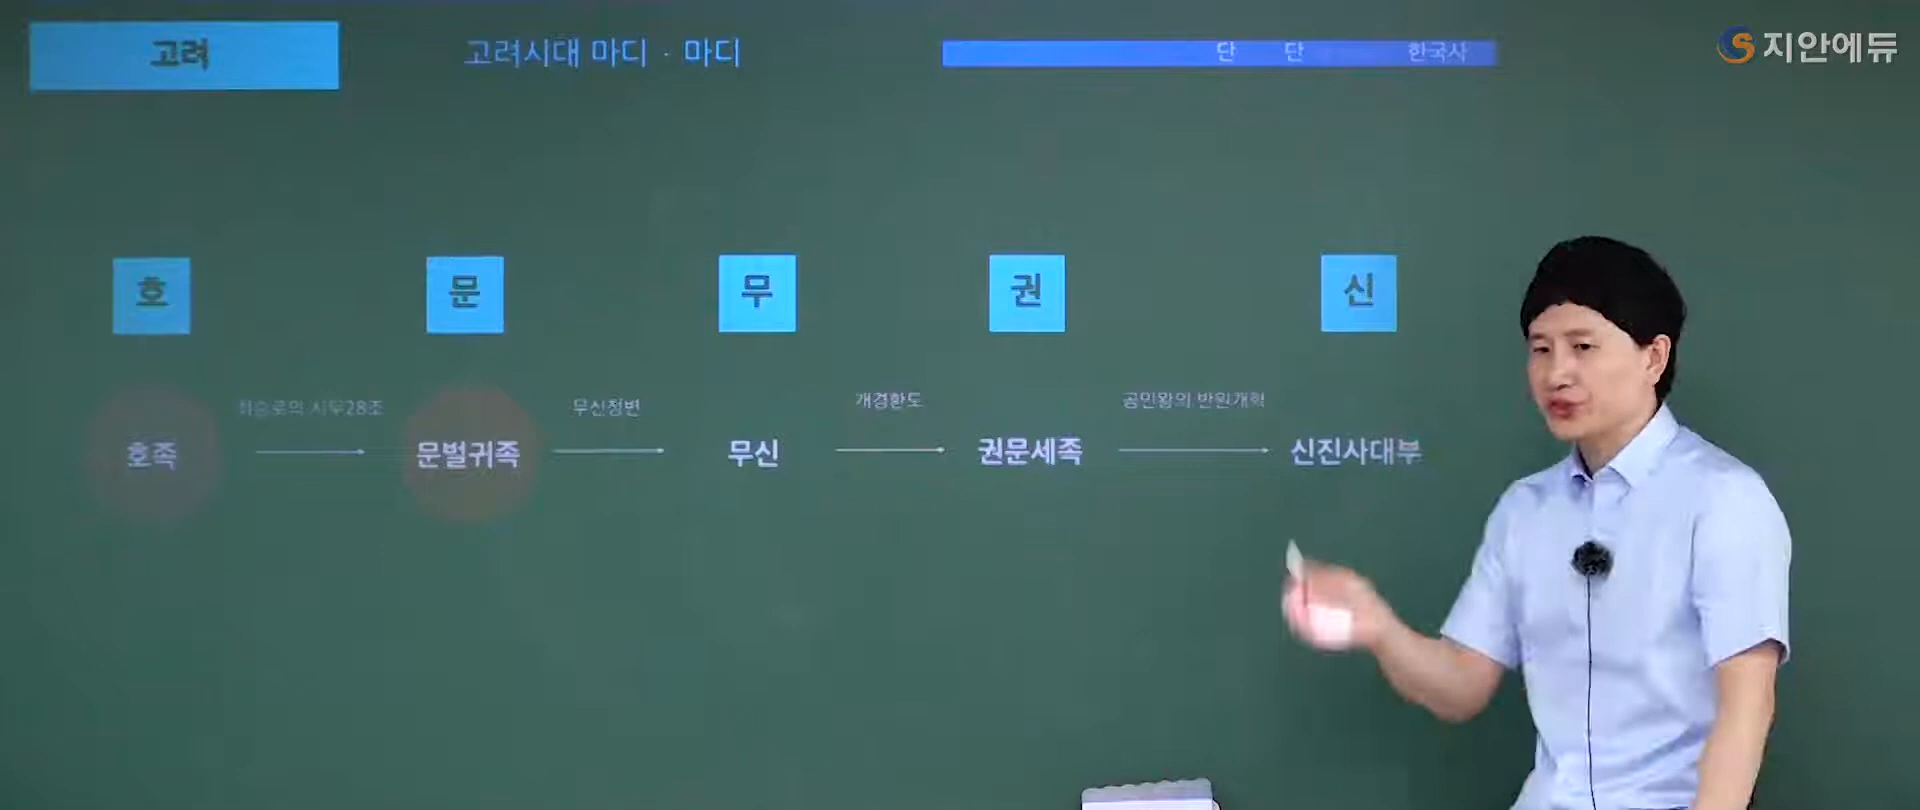 고려
고려시대 마디 · 마디
단 단 한국사
지안에듀
호 문 무 권 신
최승로의 시무28조 무신정변 개경환도 공민왕의 반원개혁
호족 문벌귀족 무신 권문세족 신진사대부